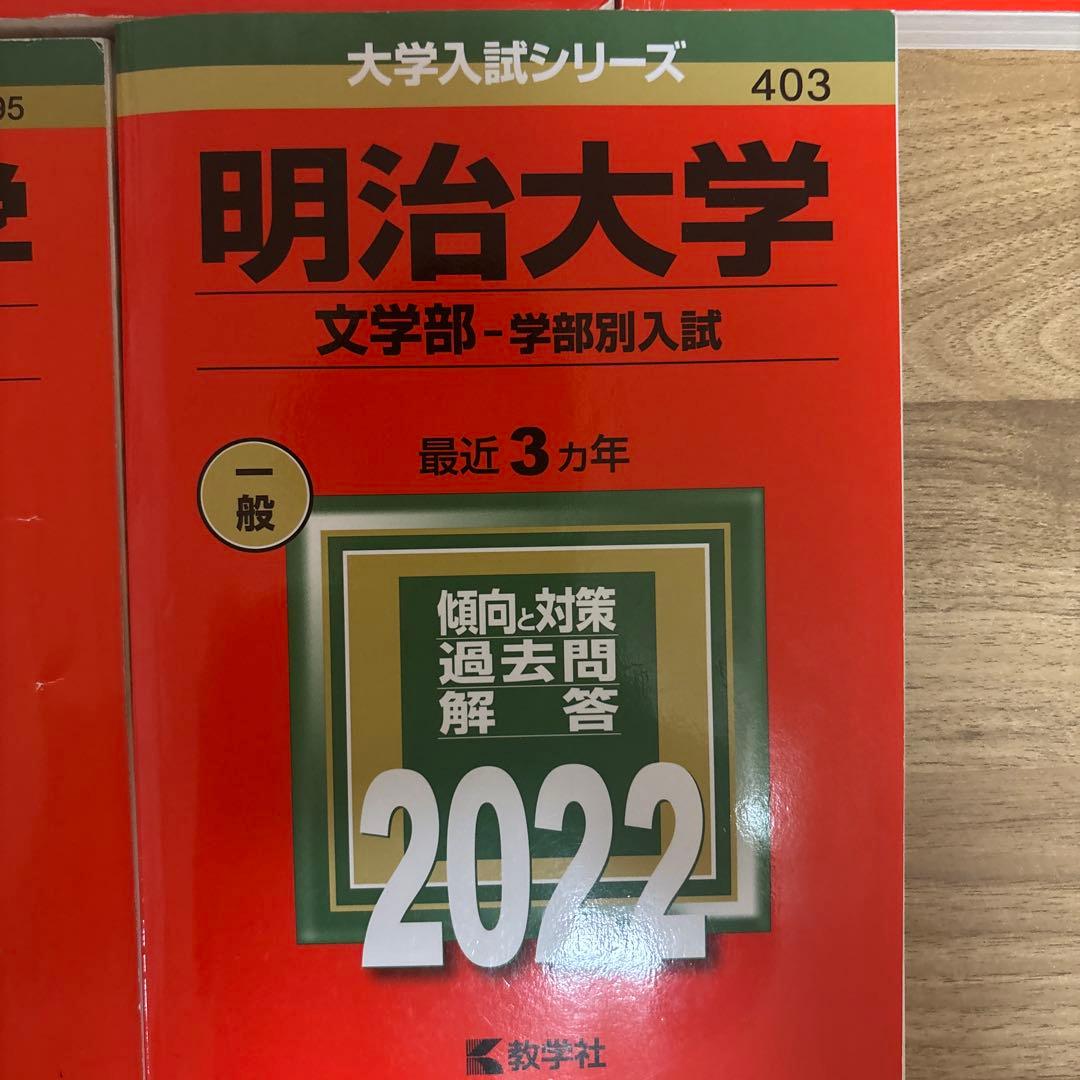 大学入試シリーズ
403
明治大学
文学部-学部別入試
最近3カ年
一般
傾向と対策
過去問
解答
2022
教学社
95
学